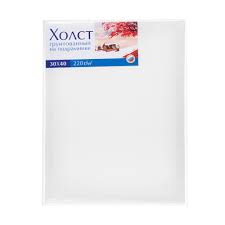 Холст
грунтованный
на подрамнике
30X40 220 г/м²